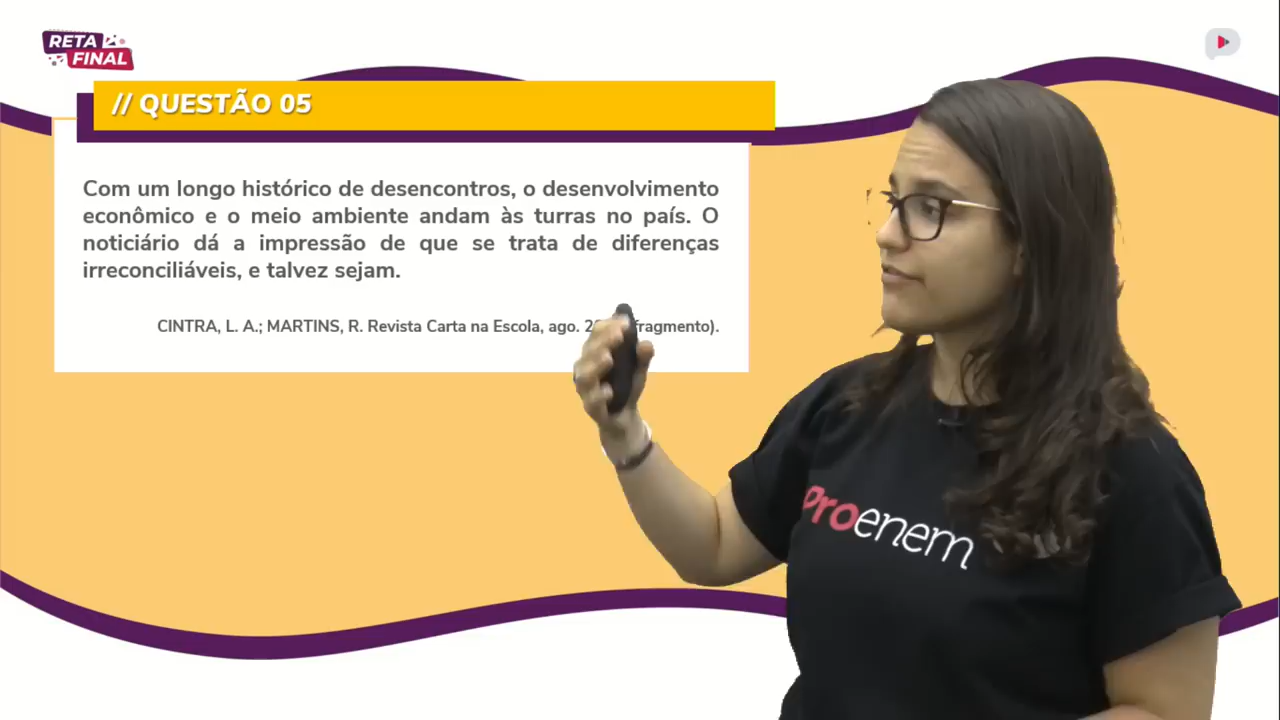 RETA
FINAL
// QUESTÃO 05
Com um longo histórico de desencontros, o desenvolvimento
econômico e o meio ambiente andam às turras no país. O
noticiário dá a impressão de que se trata de diferenças
irreconciliáveis, e talvez sejam.
CINTRA, L. A.; MARTINS, R. Revista Carta na Escola, ago. fragmento).
Proenem